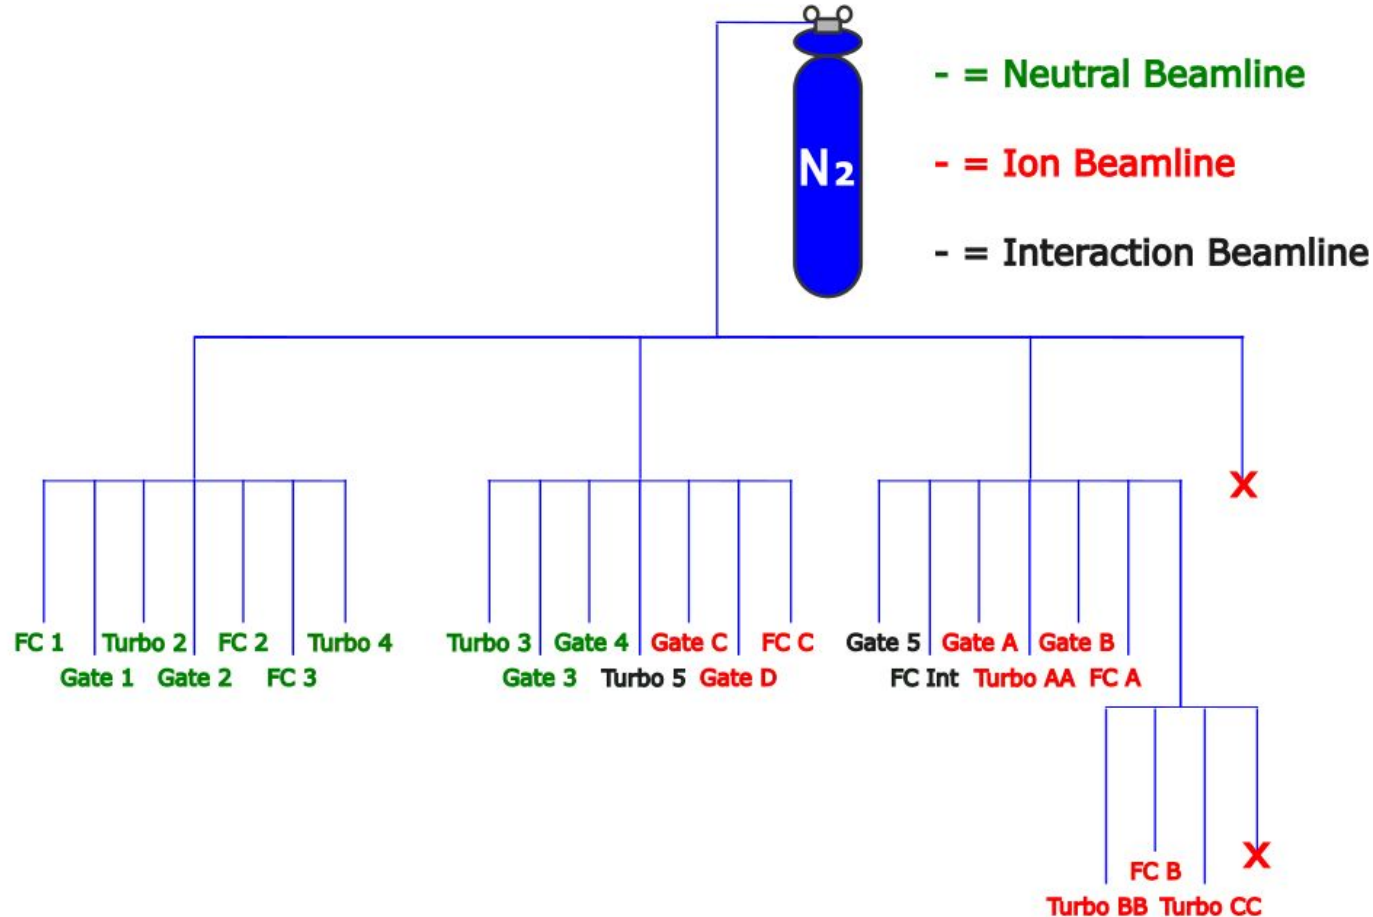 - = Neutral Beamline
- = Ion Beamline
N2
- = Interaction Beamline
X
FC 1 Turbo 2 FC 2 Turbo 4 Turbo 3 Gate 4 Gate C FC C Gate 5 Gate A Gate B
Gate 1 Gate 2 FC 3 Gate 3 Turbo 5 Gate D FC Int Turbo AA FC A
X
FC B
Turbo BB Turbo CC